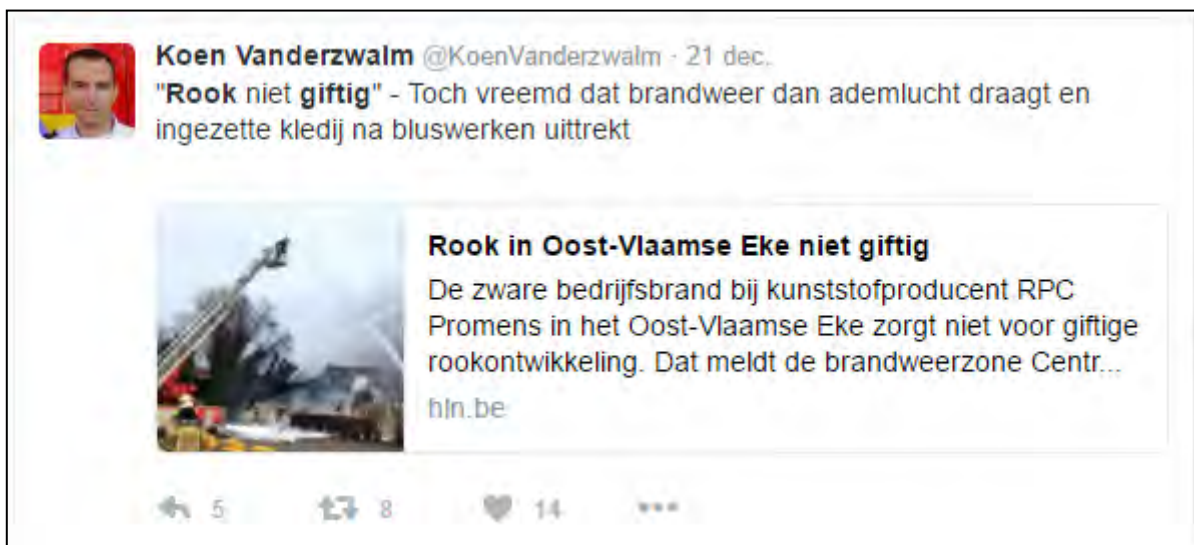 Koen Vanderzwalm @KoenVanderzwalm · 21 dec.
"Rook niet giftig" - Toch vreemd dat brandweer dan ademlucht draagt en
ingezette kledij na bluswerken uittrekt
Rook in Oost-Vlaamse Eke niet giftig
De zware bedrijfsbrand bij kunststofproducent RPC
Promens in het Oost-Vlaamse Eke zorgt niet voor giftige
rookontwikkeling. Dat meldt de brandweerzone Centr...
hln.be
5 8 14